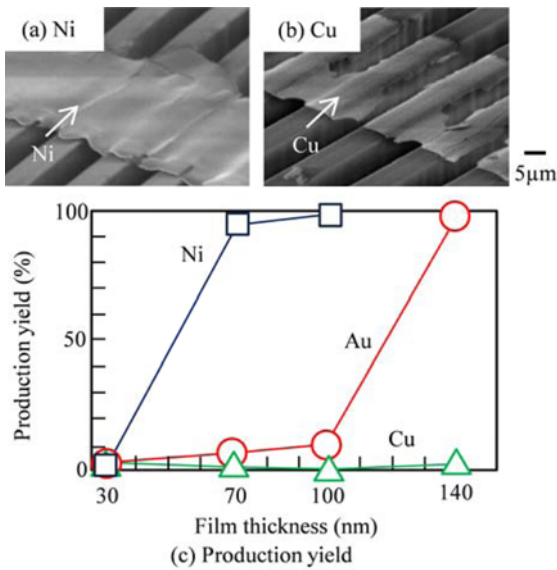 (a) Ni
(b) Cu
Ni
Cu
5μm
100
50
0
Production yield (%)
Ni
Au
Cu
30
70
100
140
Film thickness (nm)
(c) Production yield